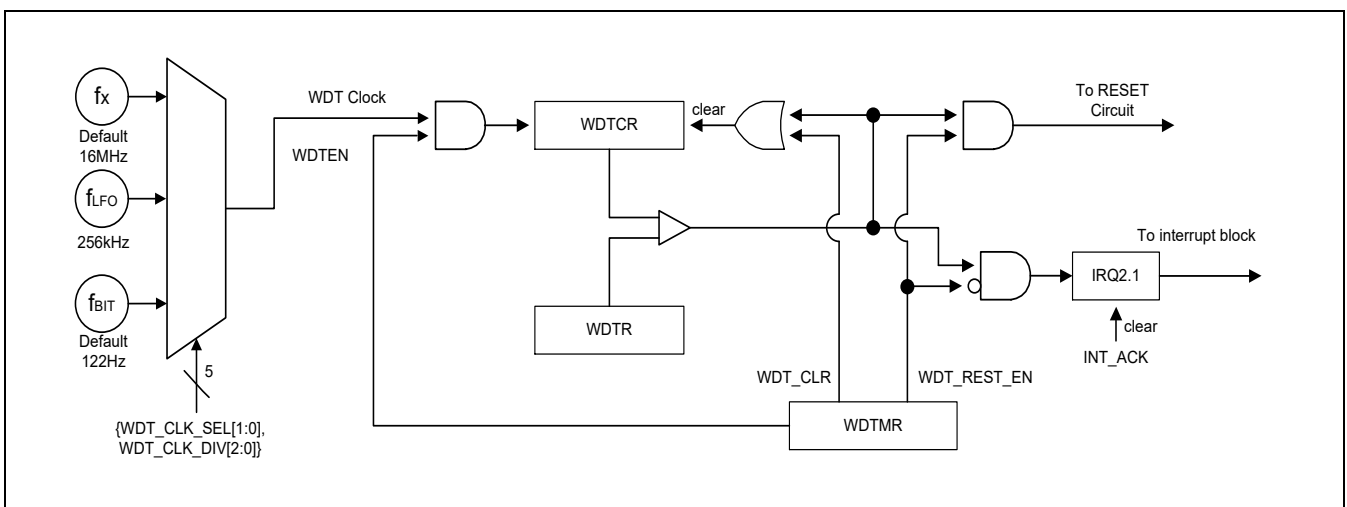 fx
Default
16MHz
fLFO
256kHz
fBIT
Default
122Hz
5
{WDT_CLK_SEL[1:0],
WDT_CLK_DIV[2:0]}
WDT Clock
WDTEN
WDTCR
clear
WDTR
To RESET
Circuit
To interrupt block
IRQ2.1
clear
INT_ACK
WDT_CLR
WDT_REST_EN
WDTMR